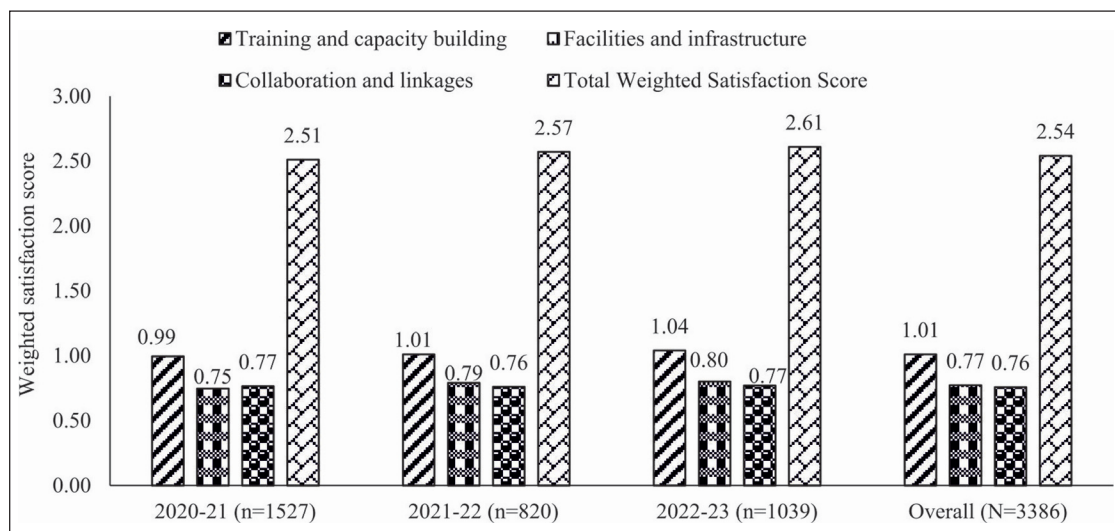 Training and capacity building Facilities and infrastructure
Collaboration and linkages Total Weighted Satisfaction Score
Weighted satisfaction score
3.00
2.50
2.00
1.50
1.00
0.50
0.00
0.99 0.75 0.77 2.51
1.01 0.79 0.76 2.57
1.04 0.80 0.77 2.61
1.01 0.77 0.76 2.54
2020-21 (n=1527) 2021-22 (n=820) 2022-23 (n=1039) Overall (N=3386)